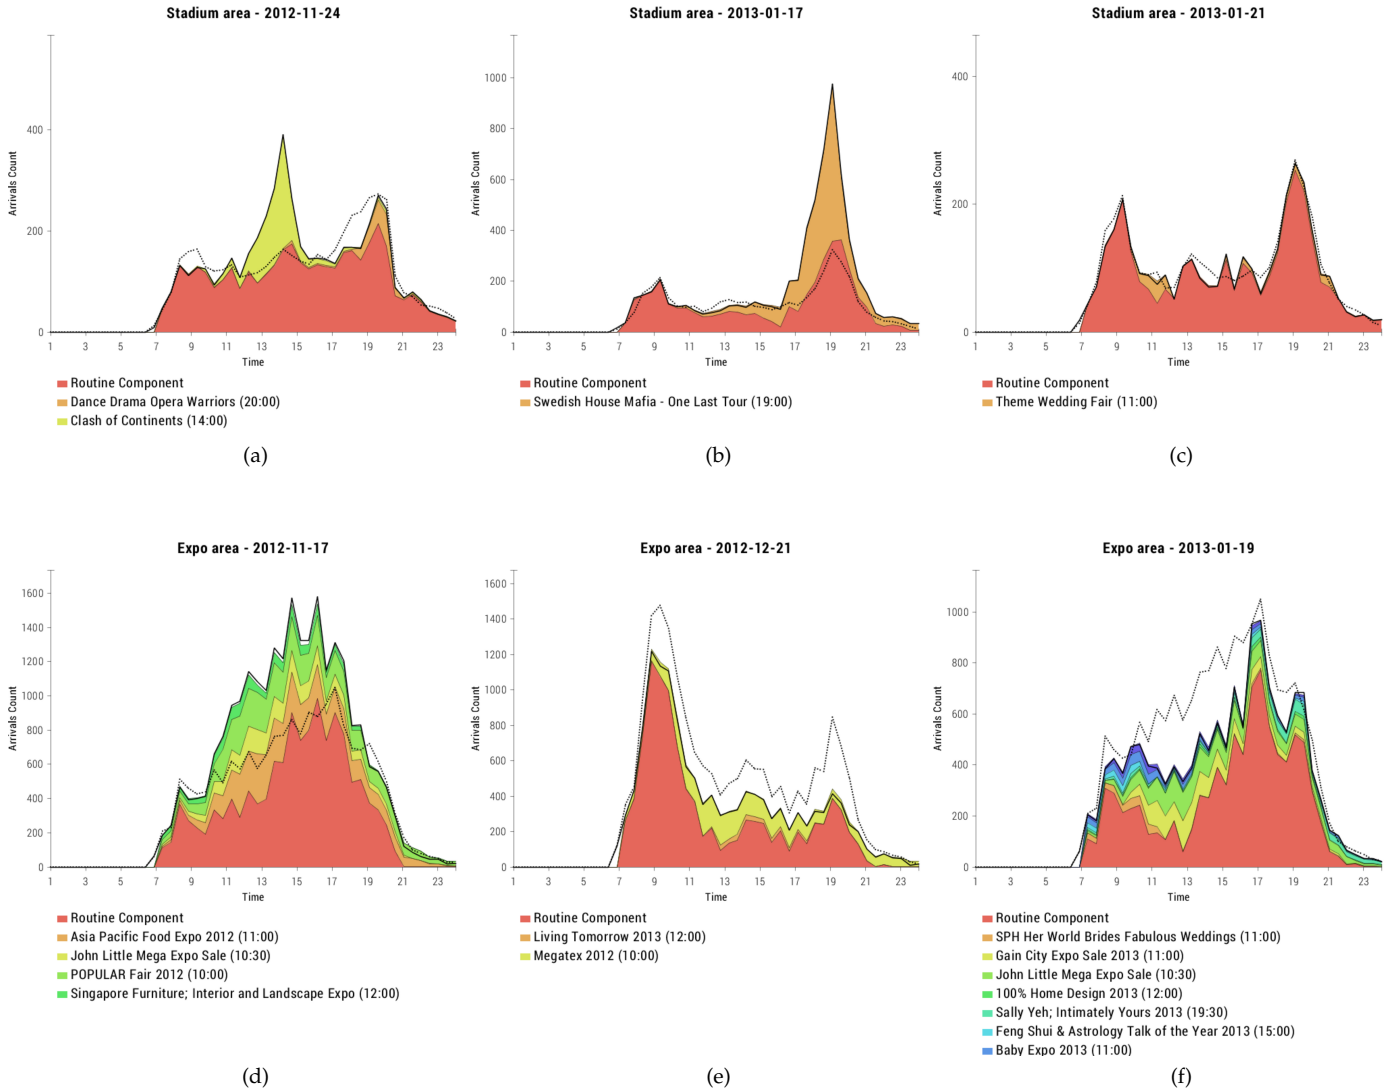 Stadium area - 2012-11-24
Arrivals Count
400
200
0
1 3 5 7 9 11 13 15 17 19 21 23
Time
Routine Component
Dance Drama Opera Warriors (20:00)
Clash of Continents (14:00)
(a)
Stadium area - 2013-01-17
Arrivals Count
1000
800
600
400
200
0
1 3 5 7 9 11 13 15 17 19 21 23
Time
Routine Component
Swedish House Mafia - One Last Tour (19:00)
(b)
Stadium area - 2013-01-21
Arrivals Count
400
200
0
1 3 5 7 9 11 13 15 17 19 21 23
Time
Routine Component
Theme Wedding Fair (11:00)
(c)
Expo area - 2012-11-17
Arrivals Count
1600
1400
1200
1000
800
600
400
200
0
1 3 5 7 9 11 13 15 17 19 21 23
Time
Routine Component
Asia Pacific Food Expo 2012 (11:00)
John Little Mega Expo Sale (10:30)
POPULAR Fair 2012 (10:00)
Singapore Furniture; Interior and Landscape Expo (12:00)
(d)
Expo area - 2012-12-21
Arrivals Count
1600
1400
1200
1000
800
600
400
200
0
1 3 5 7 9 11 13 15 17 19 21 23
Time
Routine Component
Living Tomorrow 2013 (12:00)
Megatex 2012 (10:00)
(e)
Expo area - 2013-01-19
Arrivals Count
1000
800
600
400
200
0
1 3 5 7 9 11 13 15 17 19 21 23
Time
Routine Component
SPH Her World Brides Fabulous Weddings (11:00)
Gain City Expo Sale 2013 (11:00)
John Little Mega Expo Sale (10:30)
100% Home Design 2013 (12:00)
Sally Yeh; Intimately Yours 2013 (19:30)
Feng Shui & Astrology Talk of the Year 2013 (15:00)
Baby Expo 2013 (11:00)
(f)